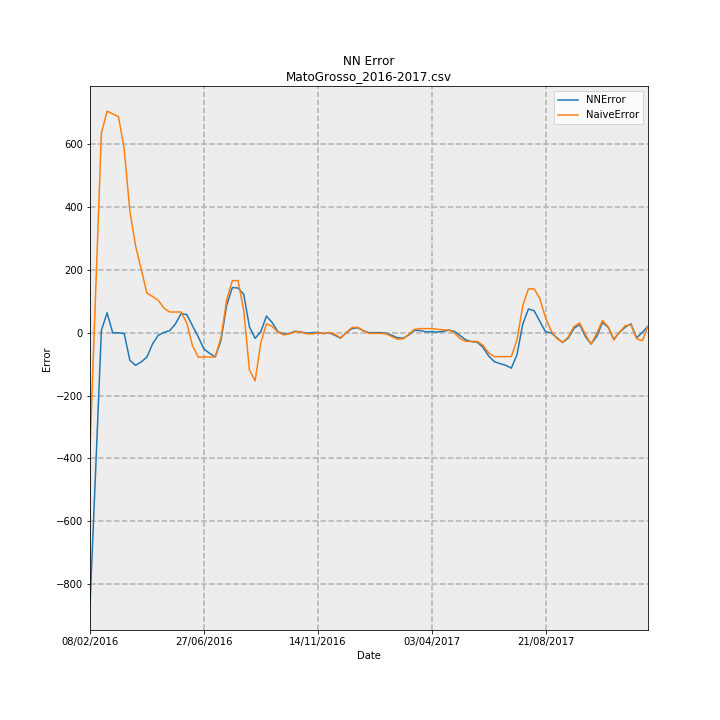 NN Error
MatoGrosso_2016-2017.csv
NNError
NaiveError
600
400
200
0
−200
−400
−600
−800
Error
08/02/2016
27/06/2016
14/11/2016
03/04/2017
21/08/2017
Date